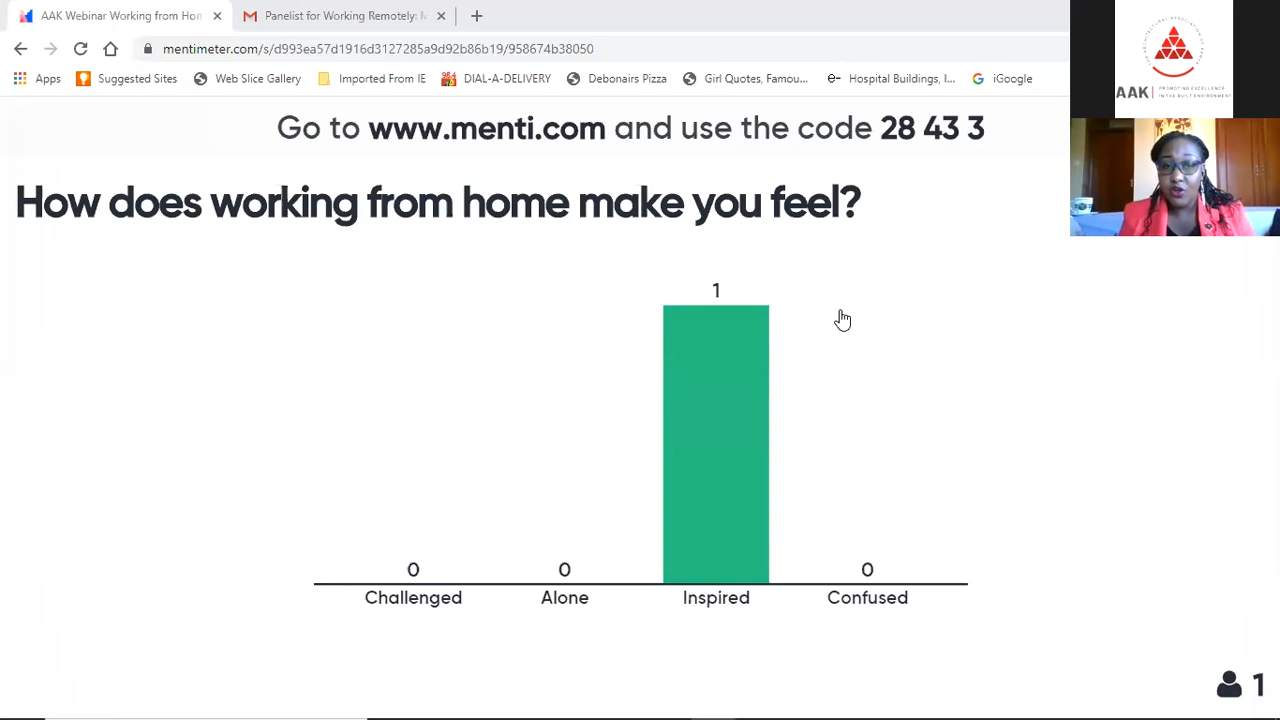 AAK Webinar Working from Hom
Panelist for Working Remotely:
mentimeter.com/s/d993ea57d1916d3127285a9d92b26b19/958674b38050
Apps
Suggested Sites
Web Slice Gallery
Imported From IE
DIAL-A-DELIVERY
Debonairs Pizza
Girl Quotes, Famou...
Hospital Buildings, I...
iGoogle
AAK
PROMOTING EXCELLENCE
IN THE BUILT ENVIRONMENT
Go to www.menti.com and use the code 28 43 3
How does working from home make you feel?
1
0
0
0
Challenged
Alone
Inspired
Confused
1